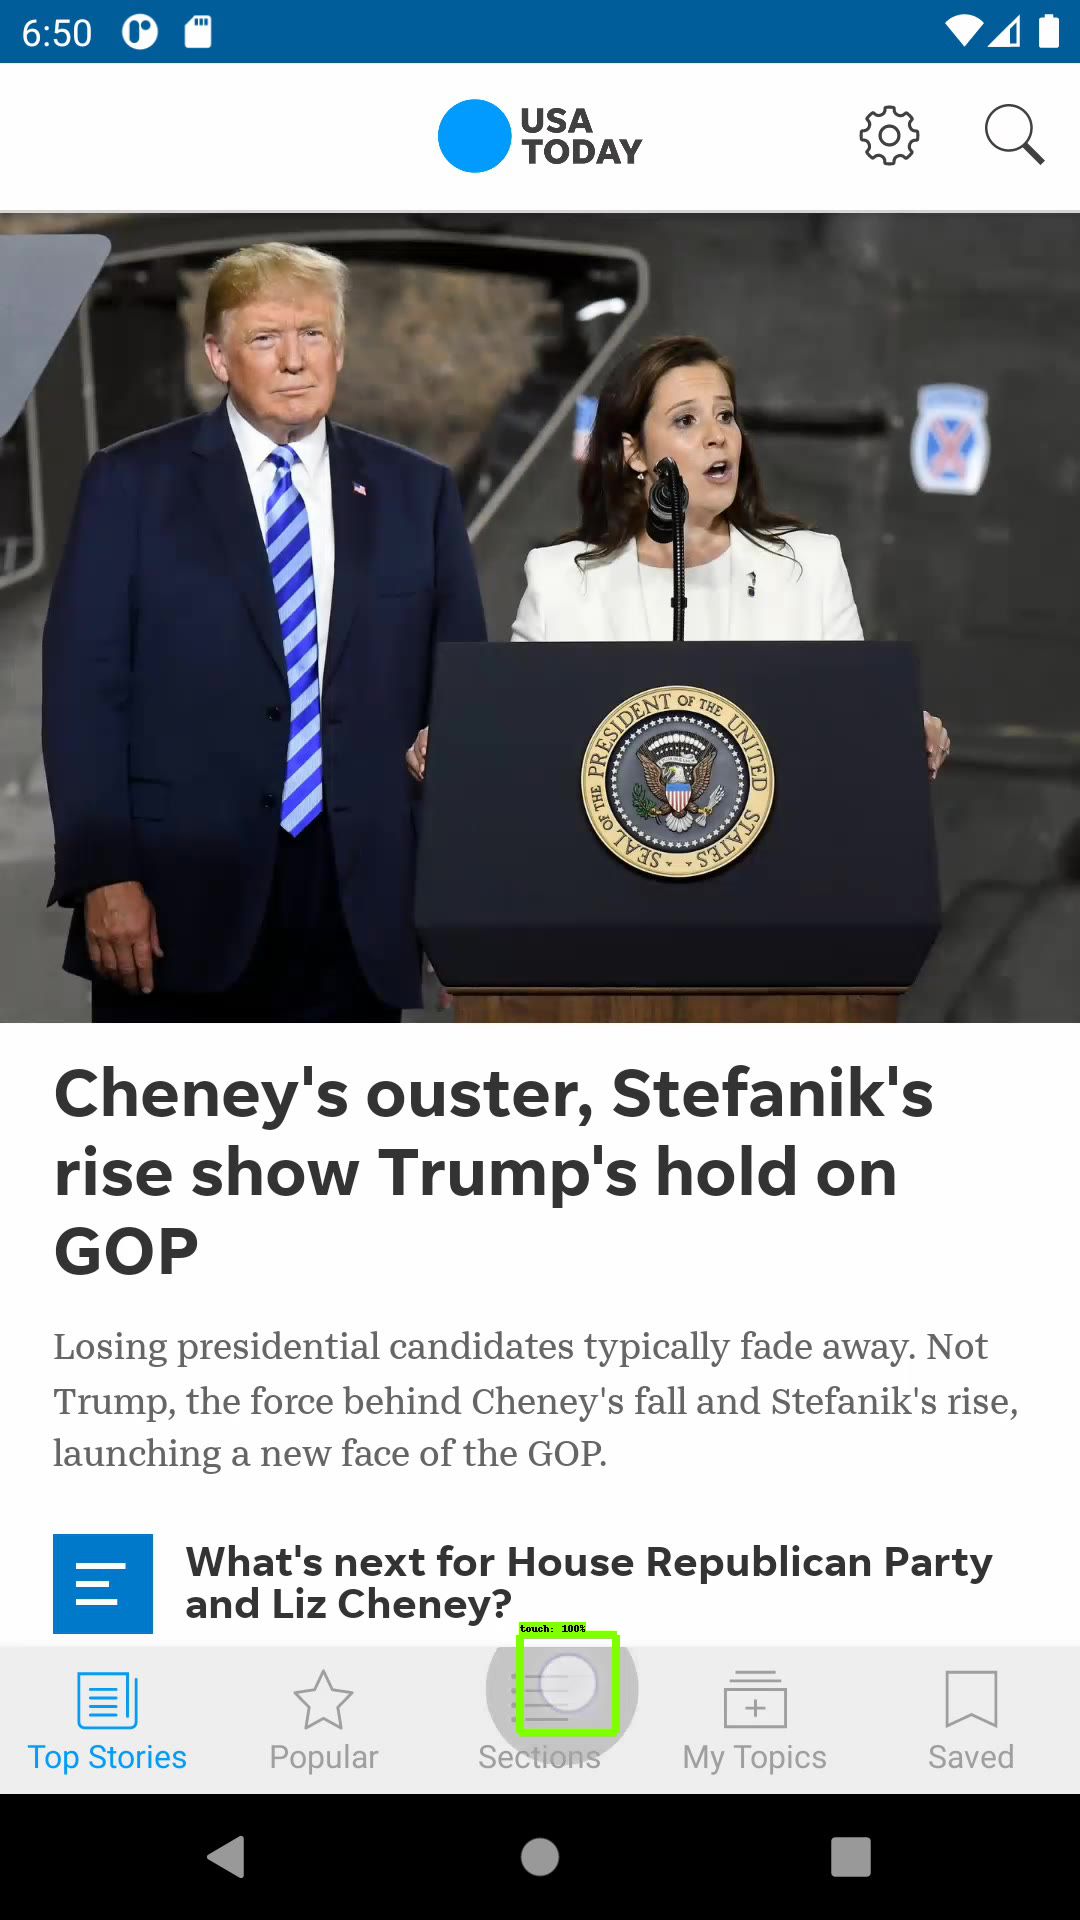 6:50
USA
TODAY
SEAL OF THE PRESIDENT OF THE UNITED STATES
Cheney's ouster, Stefanik's
rise show Trump's hold on
GOP
Losing presidential candidates typically fade away. Not
Trump, the force behind Cheney's fall and Stefanik's rise,
launching a new face of the GOP.
What's next for House Republican Party
and Liz Cheney?
touch: 100%
Top Stories
Popular
Sections
My Topics
Saved